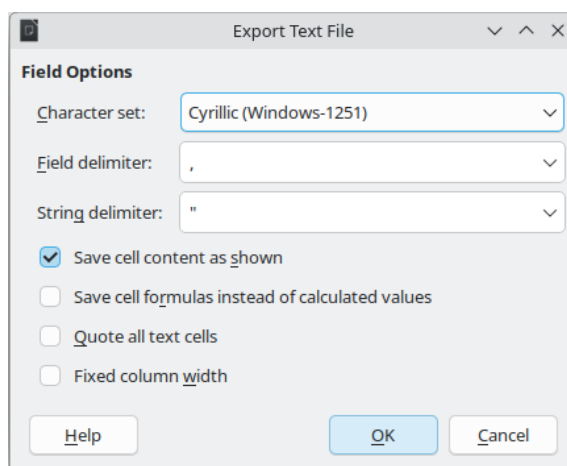 Export Text File
Field Options
Character set: Cyrillic (Windows-1251)
Field delimiter: ,
String delimiter: "
Save cell content as shown
Save cell formulas instead of calculated values
Quote all text cells
Fixed column width
Help OK Cancel